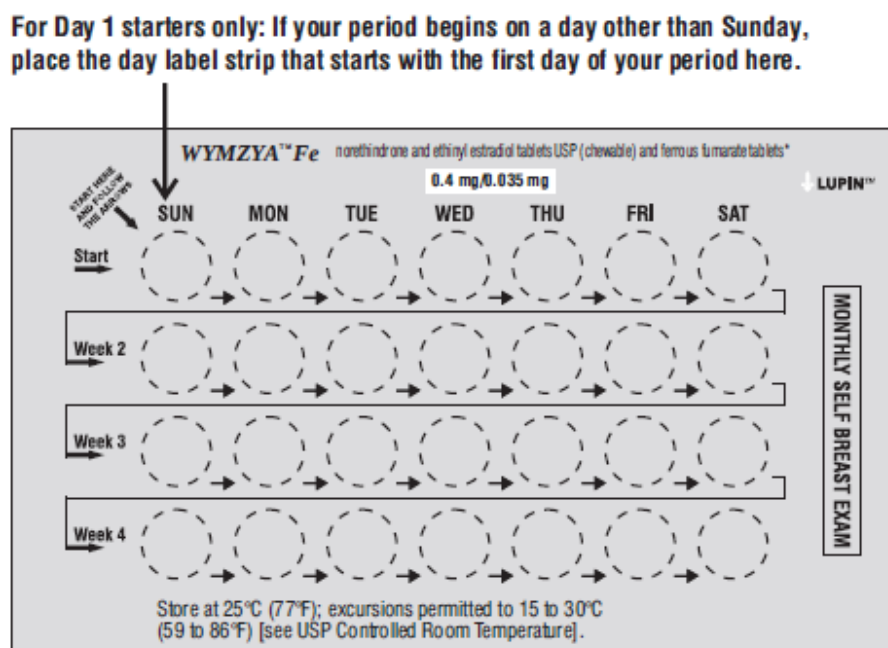 For Day 1 starters only: If your period begins on a day other than Sunday,
place the day label strip that starts with the first day of your period here.
WYMZYA™Fe norethindrone and ethinyl estradiol tablets USP (chewable) and ferrous fumarate tablets*
0.4 mg/0.035 mg
LUPIN™
START HERE
AND FOLLOW
THE ARROWS
SUN MON TUE WED THU FRI SAT
Start
Week 2
Week 3
Week 4
MONTHLY SELF BREAST EXAM
Store at 25°C (77°F); excursions permitted to 15 to 30°C
(59 to 86°F) [see USP Controlled Room Temperature].